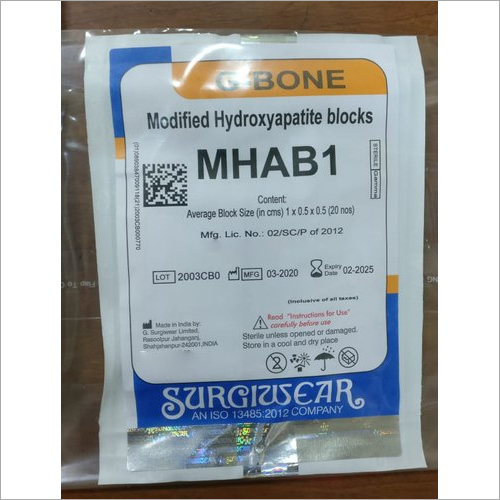 G-BONE
Modified Hydroxyapatite blocks
MHAB1
STERILE Gamma
Content:
Average Block Size (in cms) 1 x 0.5 x 0.5 (20 nos)
Mfg. Lic. No.: 02/SC/P of 2012
LOT 2003CB0
MFG 03-2020
Expiry Date 02-2025
(Inclusive of all taxes)
Made in India by:
G. Surgiwear Limited.
Rasoolpur Jahanganj,
Shahjahanpur-242001.INDIA
Read "Instructions for Use"
carefully before use
Sterile unless opened or damaged.
Store in a cool and dry place
SURGIWEAR
AN ISO 13485:2012 COMPANY